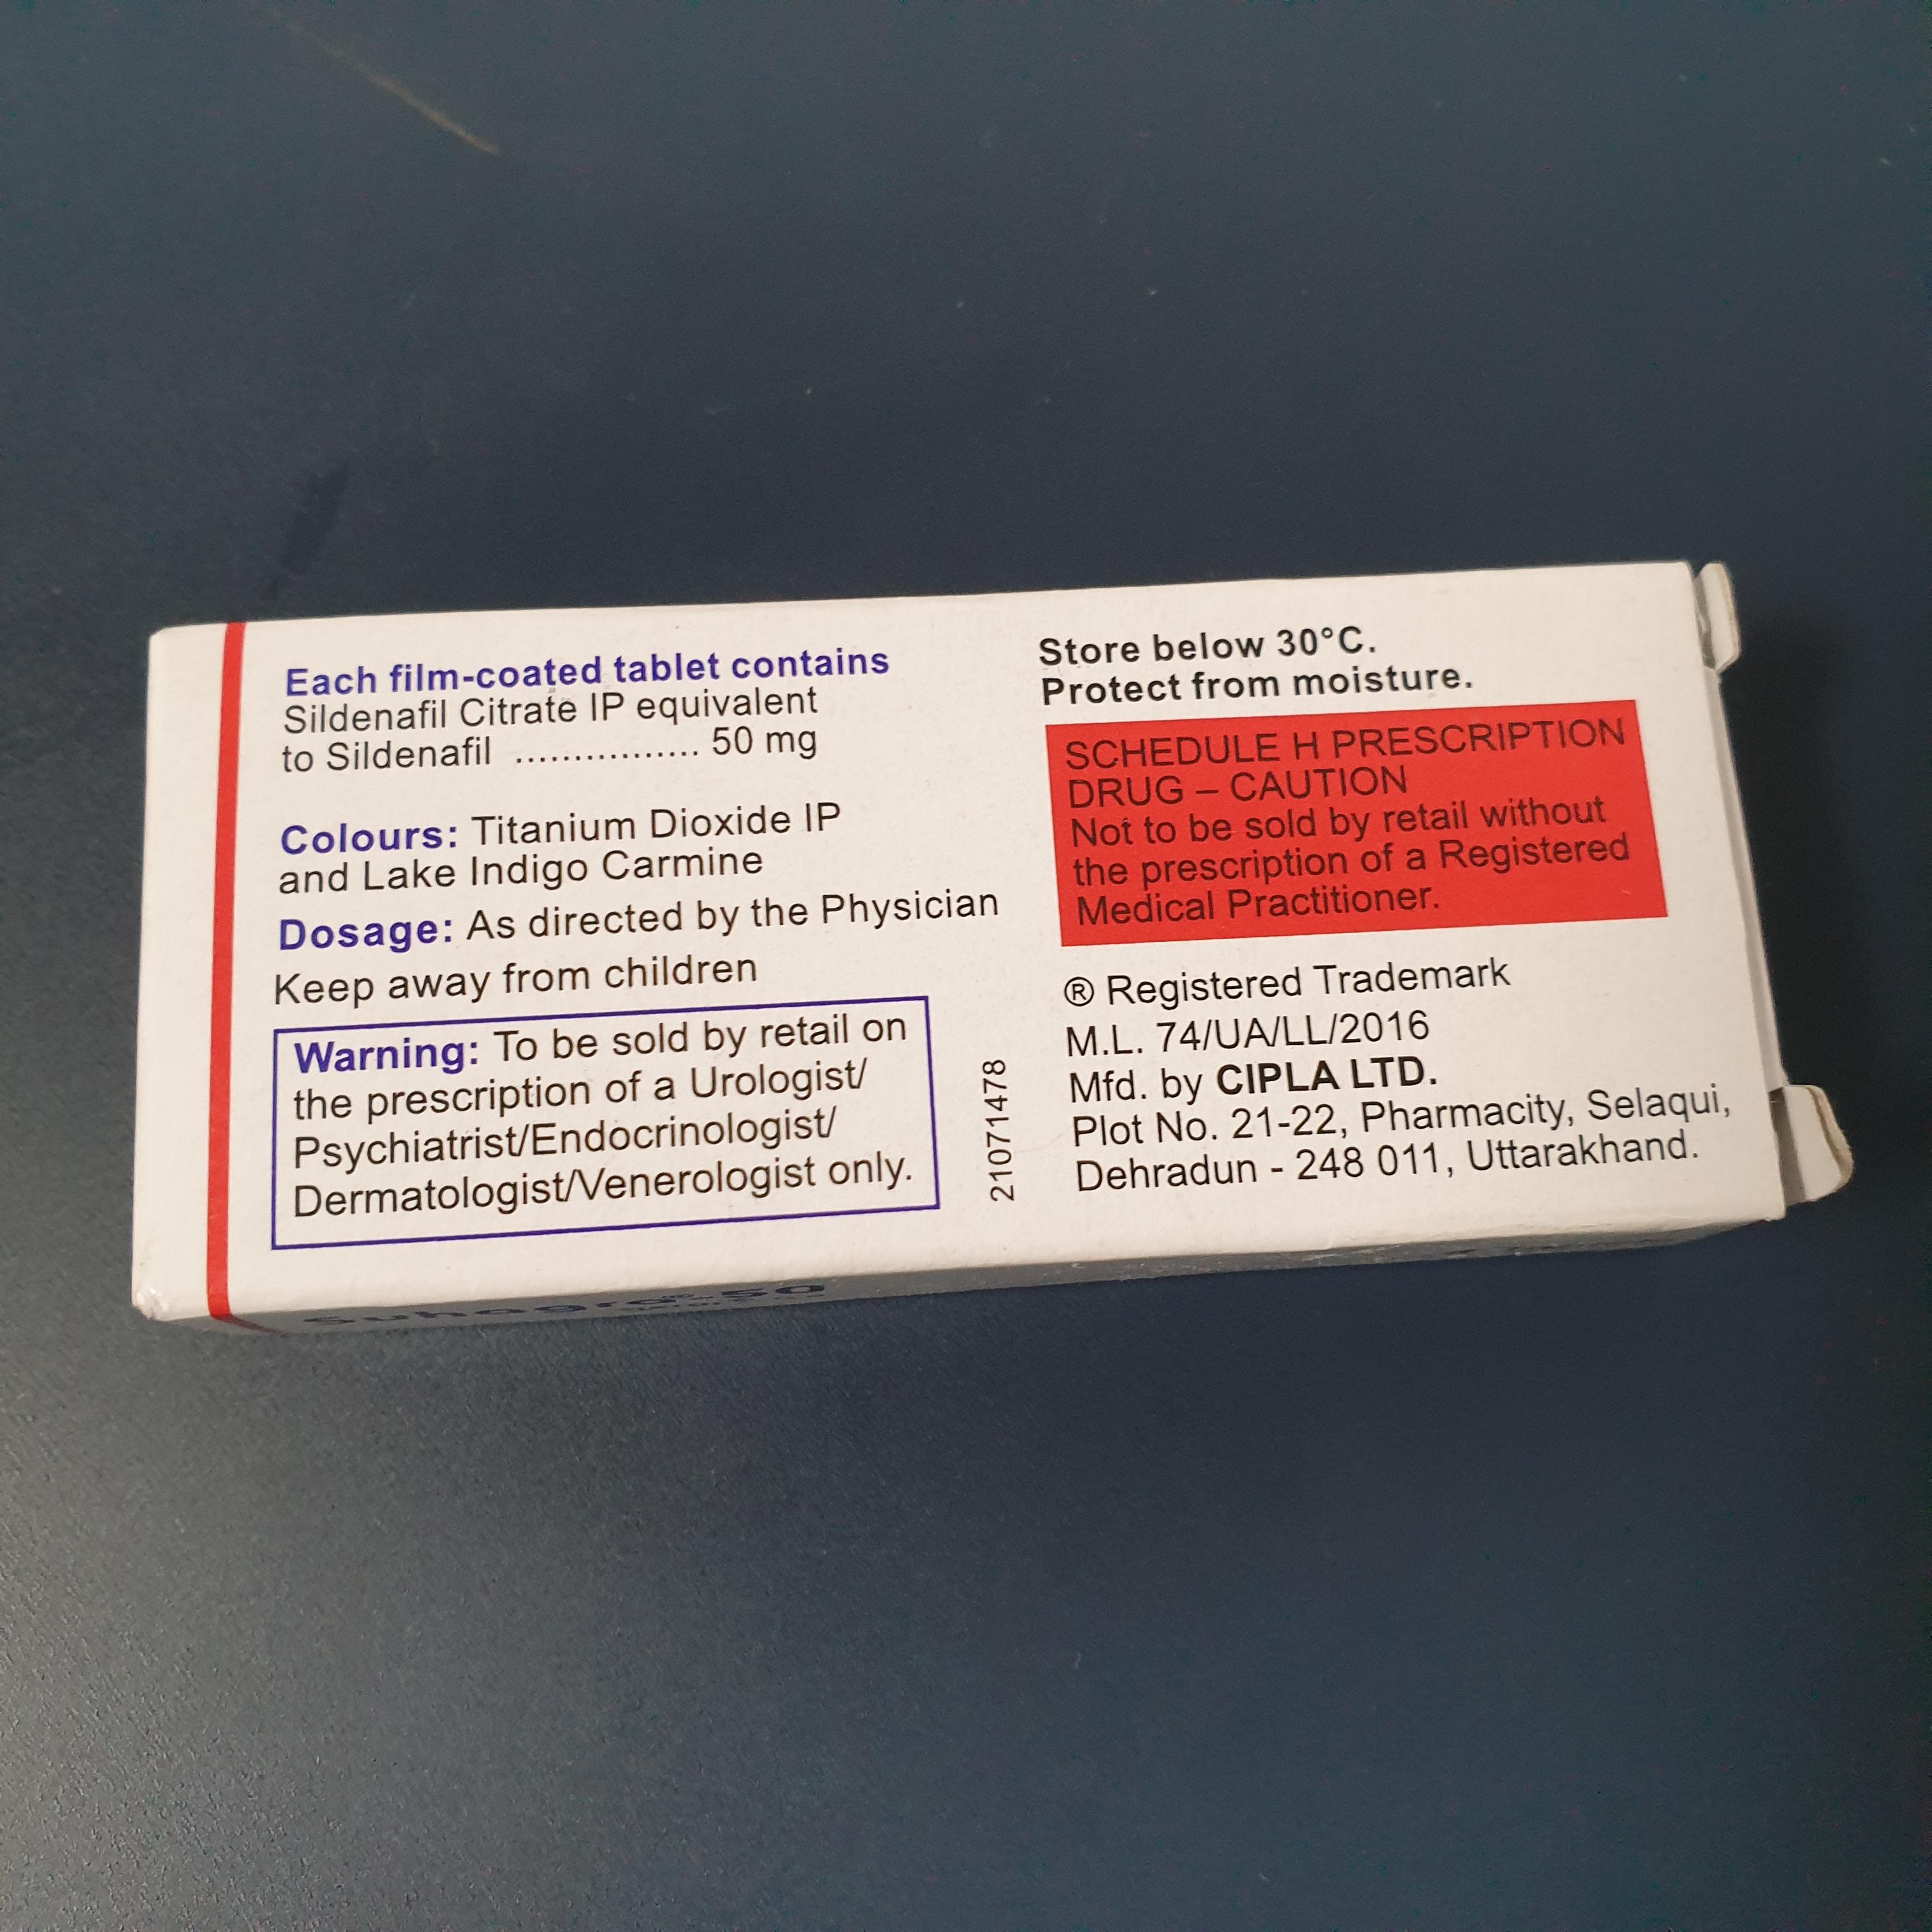 Each film-coated tablet contains
Sildenafil Citrate IP equivalent
to Sildenafil ................ 50 mg
Colours: Titanium Dioxide IP
and Lake Indigo Carmine
Dosage: As directed by the Physician
Keep away from children
Warning: To be sold by retail on
the prescription of a Urologist/
Psychiatrist/Endocrinologist/
Dermatologist/Venerologist only.
21071478
Store below 30°C.
Protect from moisture.
SCHEDULE H PRESCRIPTION
DRUG – CAUTION
Not to be sold by retail without
the prescription of a Registered
Medical Practitioner.
® Registered Trademark
M.L. 74/UA/LL/2016
Mfd. by CIPLA LTD.
Plot No. 21-22, Pharmacity, Selaqui,
Dehradun - 248 011, Uttarakhand.
Suhagra®-50